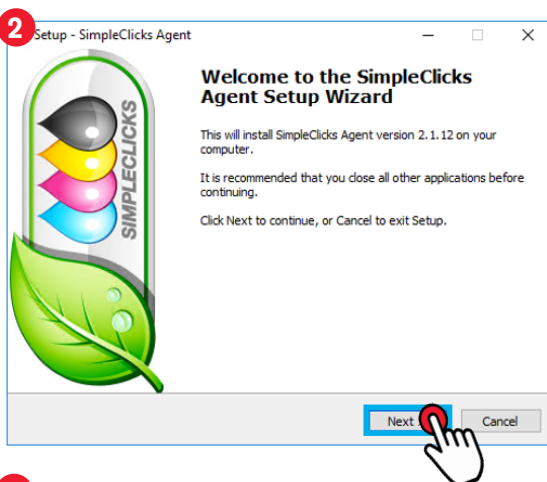 2
Setup - SimpleClicks Agent
Welcome to the SimpleClicks
Agent Setup Wizard
SIMPLECLICKS
This will install SimpleClicks Agent version 2.1.12 on your
computer.
It is recommended that you close all other applications before
continuing.
Click Next to continue, or Cancel to exit Setup.
Next
Cancel